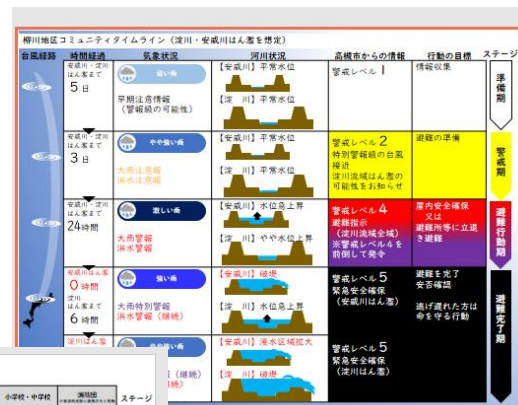 柳川地区コミュニティタイムライン（淀川・安威川はん濫を想定）
台風経路 時間経過 気象状況 河川状況 高槻市からの情報 行動の目標 ステージ
安威川・淀川
はん濫まで
5日
弱い雨
早期注意情報
（警報級の可能性）
【安威川】平常水位
【淀　川】平常水位
警戒レベル1
情報収集
準備期
安威川・淀川
はん濫まで
3日
やや強い雨
大雨注意報
洪水注意報
【安威川】平常水位
【淀　川】平常水位
警戒レベル2
特別警報級の台風
接近
淀川流域はん濫の
可能性をお知らせ
避難の準備
警戒期
安威川・淀川
はん濫まで
24時間
激しい雨
大雨警報
洪水警報
【安威川】水位急上昇
【淀　川】やや水位上昇
警戒レベル4
避難指示
（淀川流域全域）
※警戒レベル4を
前倒して発令
屋内安全確保
又は
避難所等に立退
き避難
避難行動期
安威川はん濫
0時間
淀川
はん濫まで
6時間
強い雨
大雨特別警報
洪水警報（継続）
【安威川】破堤
【淀　川】水位急上昇
警戒レベル5
緊急安全確保
（安威川はん濫）
避難を完了
安否確認
逃げ遅れた方は
命を守る行動
避難完了期
淀川はん濫
やや強い雨
報（継続）
続）
【安威川】浸水区域拡大
【淀　川】破堤
警戒レベル5
緊急安全確保
（淀川はん濫）
小学校・中学校 消防団 ステージ